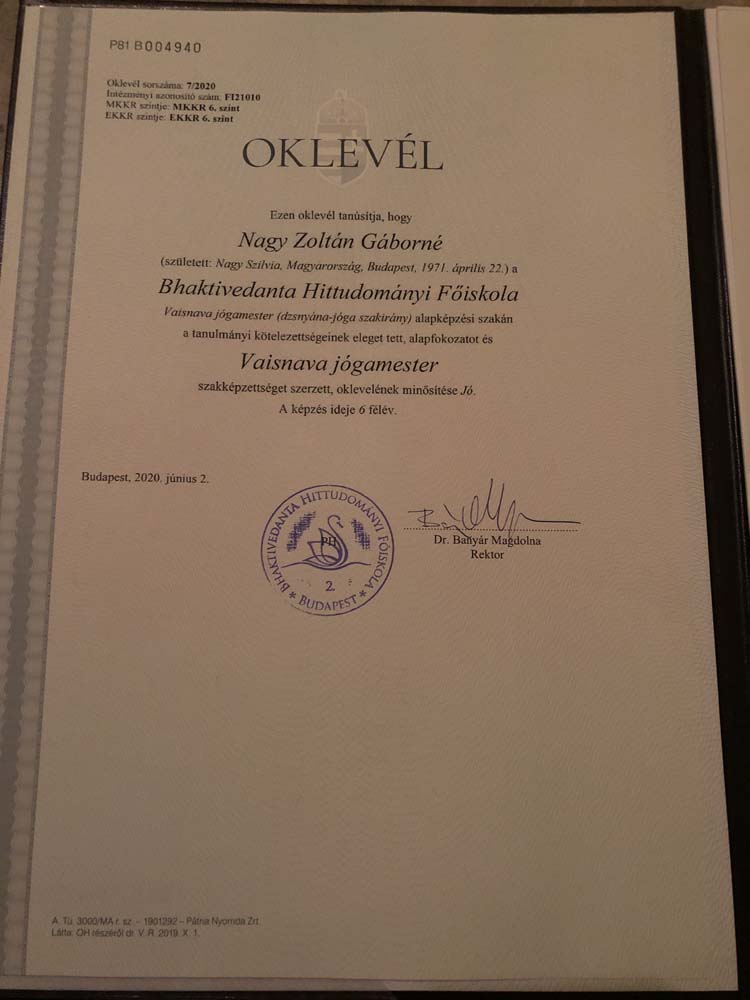 P81 B004940
Oklevél sorszáma: 7/2020
Intézményi azonosító szám: FI21010
MKKR szintje: MKKR 6. szint
EKKR szintje: EKKR 6. szint
OKLEVÉL
Ezen oklevél tanúsítja, hogy
Nagy Zoltán Gáborné
(született: Nagy Szilvia, Magyarország, Budapest, 1971. április 22.) a
Bhaktivedanta Hittudományi Főiskola
Vaisnava jógamester (dzsnyána-jóga szakirány) alapképzési szakán
a tanulmányi kötelezettségeinek eleget tett, alapfokozatot és
Vaisnava jógamester
szakképzettséget szerzett, oklevelének minősítése Jó.
A képzés ideje 6 félév.
Budapest, 2020. június 2.
BHAKTIVEDANTA HITTUDOMÁNYI FŐISKOLA
PH
2.
* BUDAPEST *
Dr. Banyár Magdolna
Rektor
A. Tü. 3000/MA r. sz. - 1901292 – Pátria Nyomda Zrt.
Látta: OH részéről dr. V. R. 2019. X. 1.